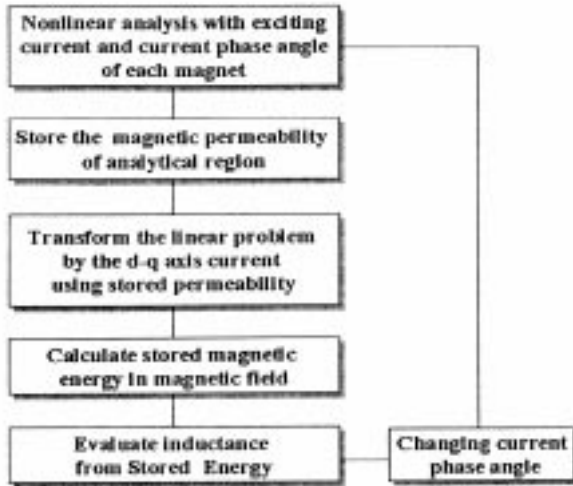 Nonlinear analysis with exciting
current and current phase angle
of each magnet
Store the magnetic permeability
of analytical region
Transform the linear problem
by the d-q axis current
using stored permeability
Calculate stored magnetic
energy in magnetic field
Evaluate inductance
from Stored Energy
Changing current
phase angle